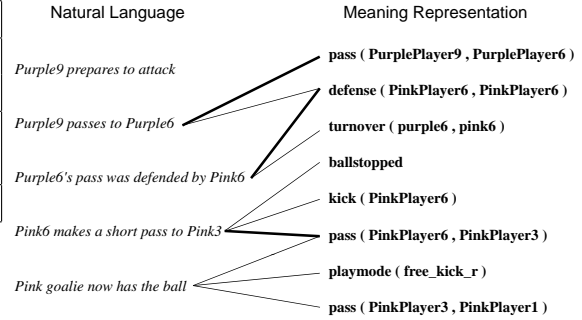 Natural Language
Meaning Representation
Purple9 prepares to attack
Purple9 passes to Purple6
Purple6's pass was defended by Pink6
Pink6 makes a short pass to Pink3
Pink goalie now has the ball
pass ( PurplePlayer9 , PurplePlayer6 )
defense ( PinkPlayer6 , PinkPlayer6 )
turnover ( purple6 , pink6 )
ballstopped
kick ( PinkPlayer6 )
pass ( PinkPlayer6 , PinkPlayer3 )
playmode ( free_kick_r )
pass ( PinkPlayer3 , PinkPlayer1 )